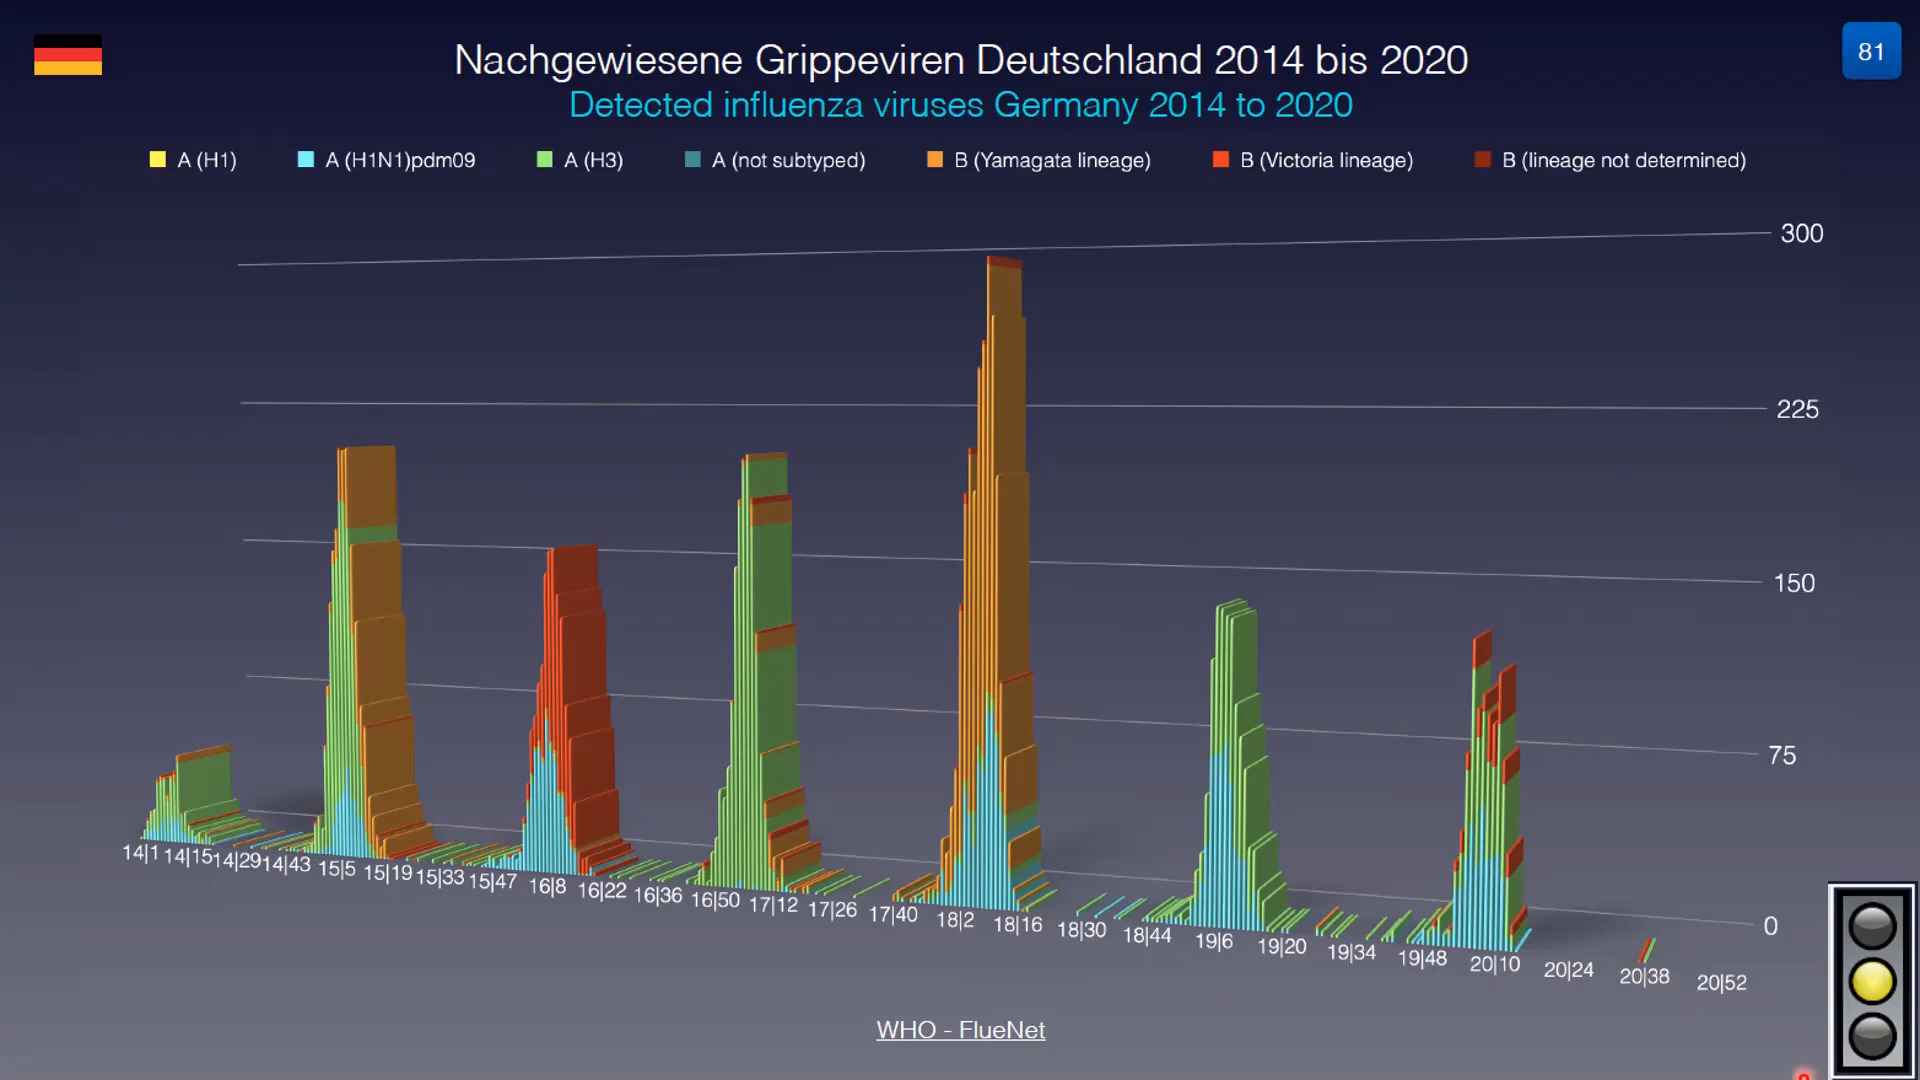 Nachgewiesene Grippeviren Deutschland 2014 bis 2020
81
Detected influenza viruses Germany 2014 to 2020
A (H1) A (H1N1)pdm09 A (H3) A (not subtyped) B (Yamagata lineage) B (Victoria lineage) B (lineage not determined)
300
225
150
75
0
14|1 14|15 14|29 14|43 15|5 15|19 15|33 15|47 16|8 16|22 16|36 16|50 17|12 17|26 17|40 18|2 18|16 18|30 18|44 19|6 19|20 19|34 19|48 20|10 20|24 20|38 20|52
WHO - FlueNet